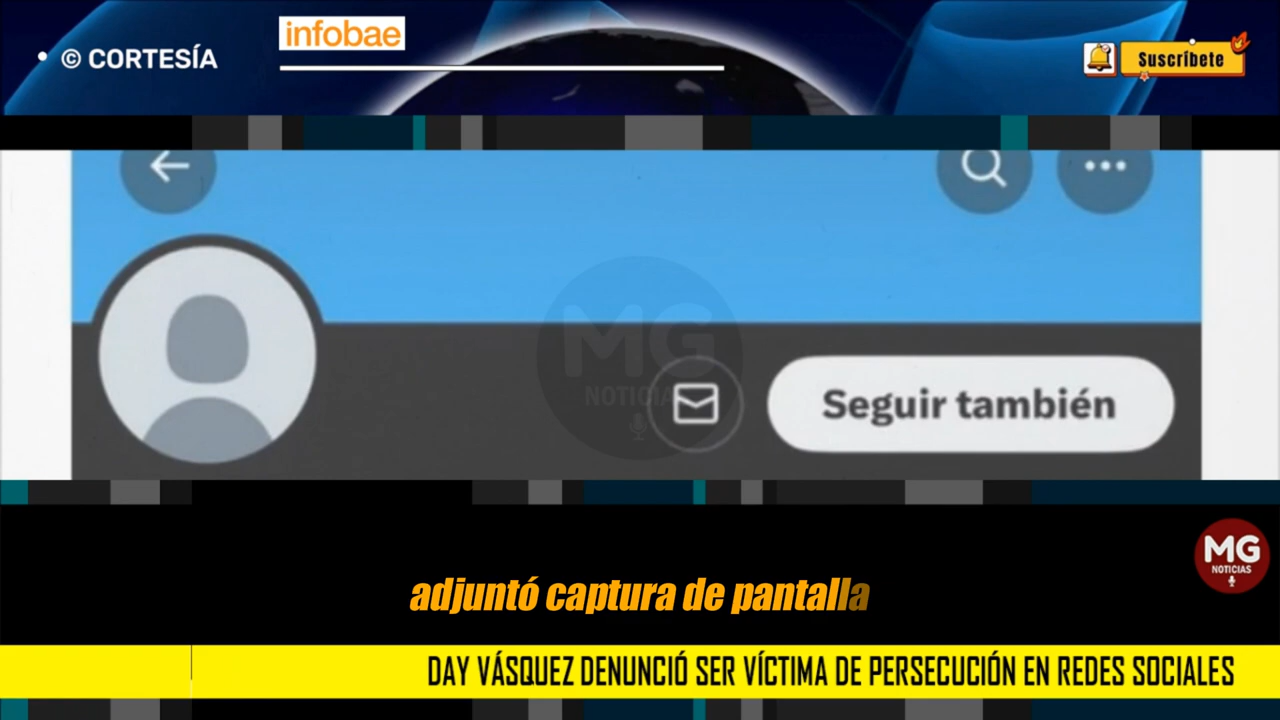 infobae
© CORTESÍA
Suscríbete
MG
NOTICIAS
Seguir también
MG
NOTICIAS
adjuntó captura de pantalla
DAY VÁSQUEZ DENUNCIÓ SER VÍCTIMA DE PERSECUCIÓN EN REDES SOCIALES